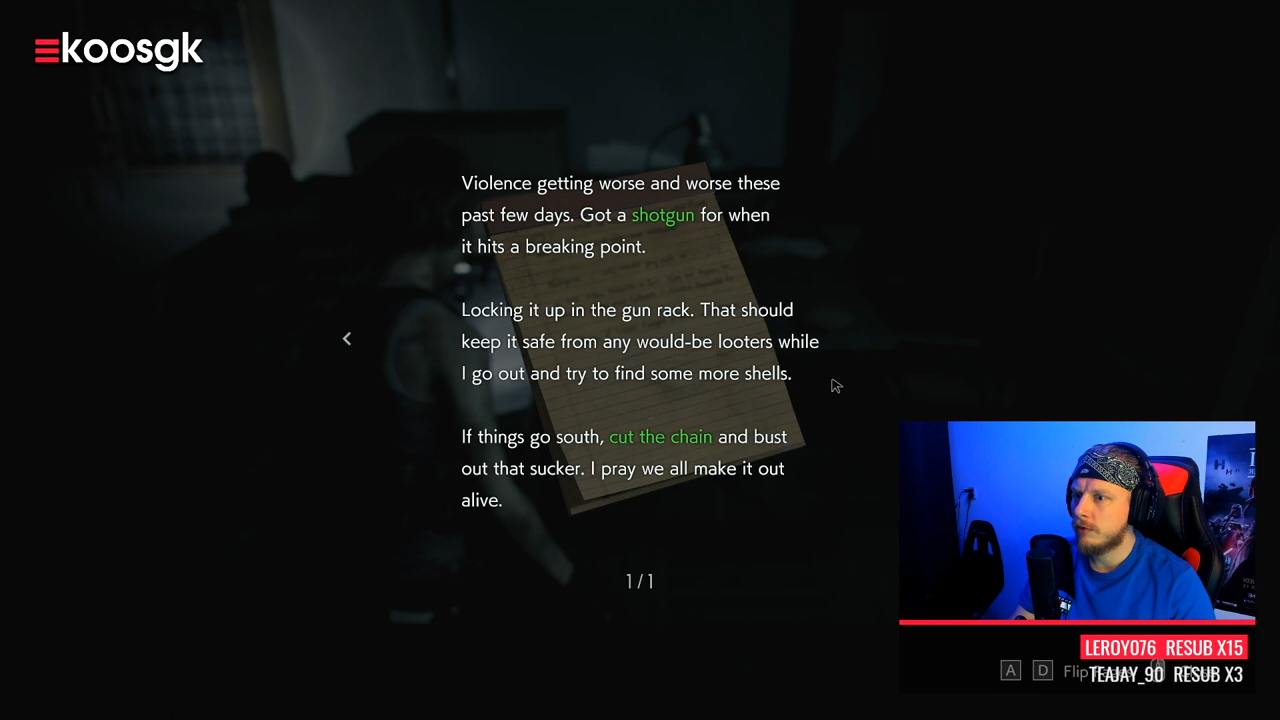 koosgk
Violence getting worse and worse these
past few days. Got a shotgun for when
it hits a breaking point.
Locking it up in the gun rack. That should
keep it safe from any would-be looters while
I go out and try to find some more shells.
If things go south, cut the chain and bust
out that sucker. I pray we all make it out
alive.
1/1
LEROY076 RESUB X15
A D Flip
TEAJAY_90 RESUB X3